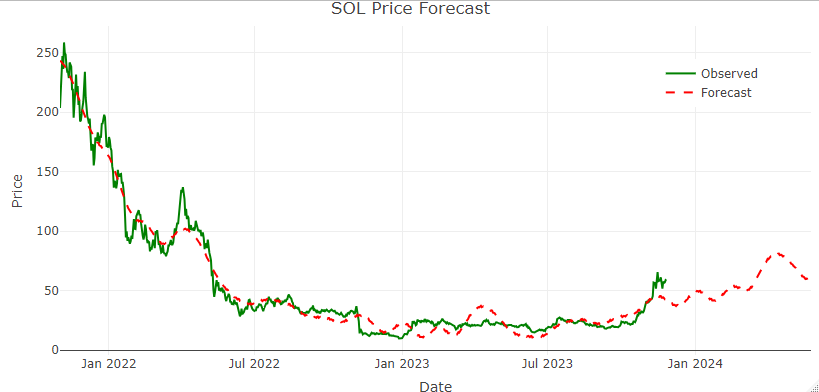 SOL Price Forecast
Observed
Forecast
Price
250
200
150
100
50
0
Jan 2022
Jul 2022
Jan 2023
Jul 2023
Jan 2024
Date